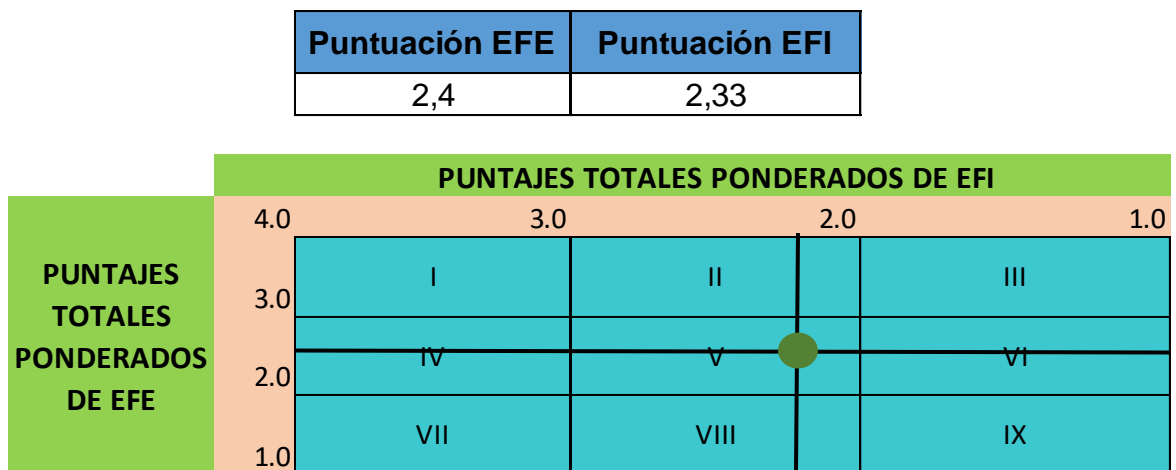 Puntuación EFE Puntuación EFI
2,4 2,33
PUNTAJES TOTALES PONDERADOS DE EFI
4.0 3.0 2.0 1.0
PUNTAJES
TOTALES
PONDERADOS
DE EFE
I II III
3.0
IV V VI
2.0
VII VIII IX
1.0